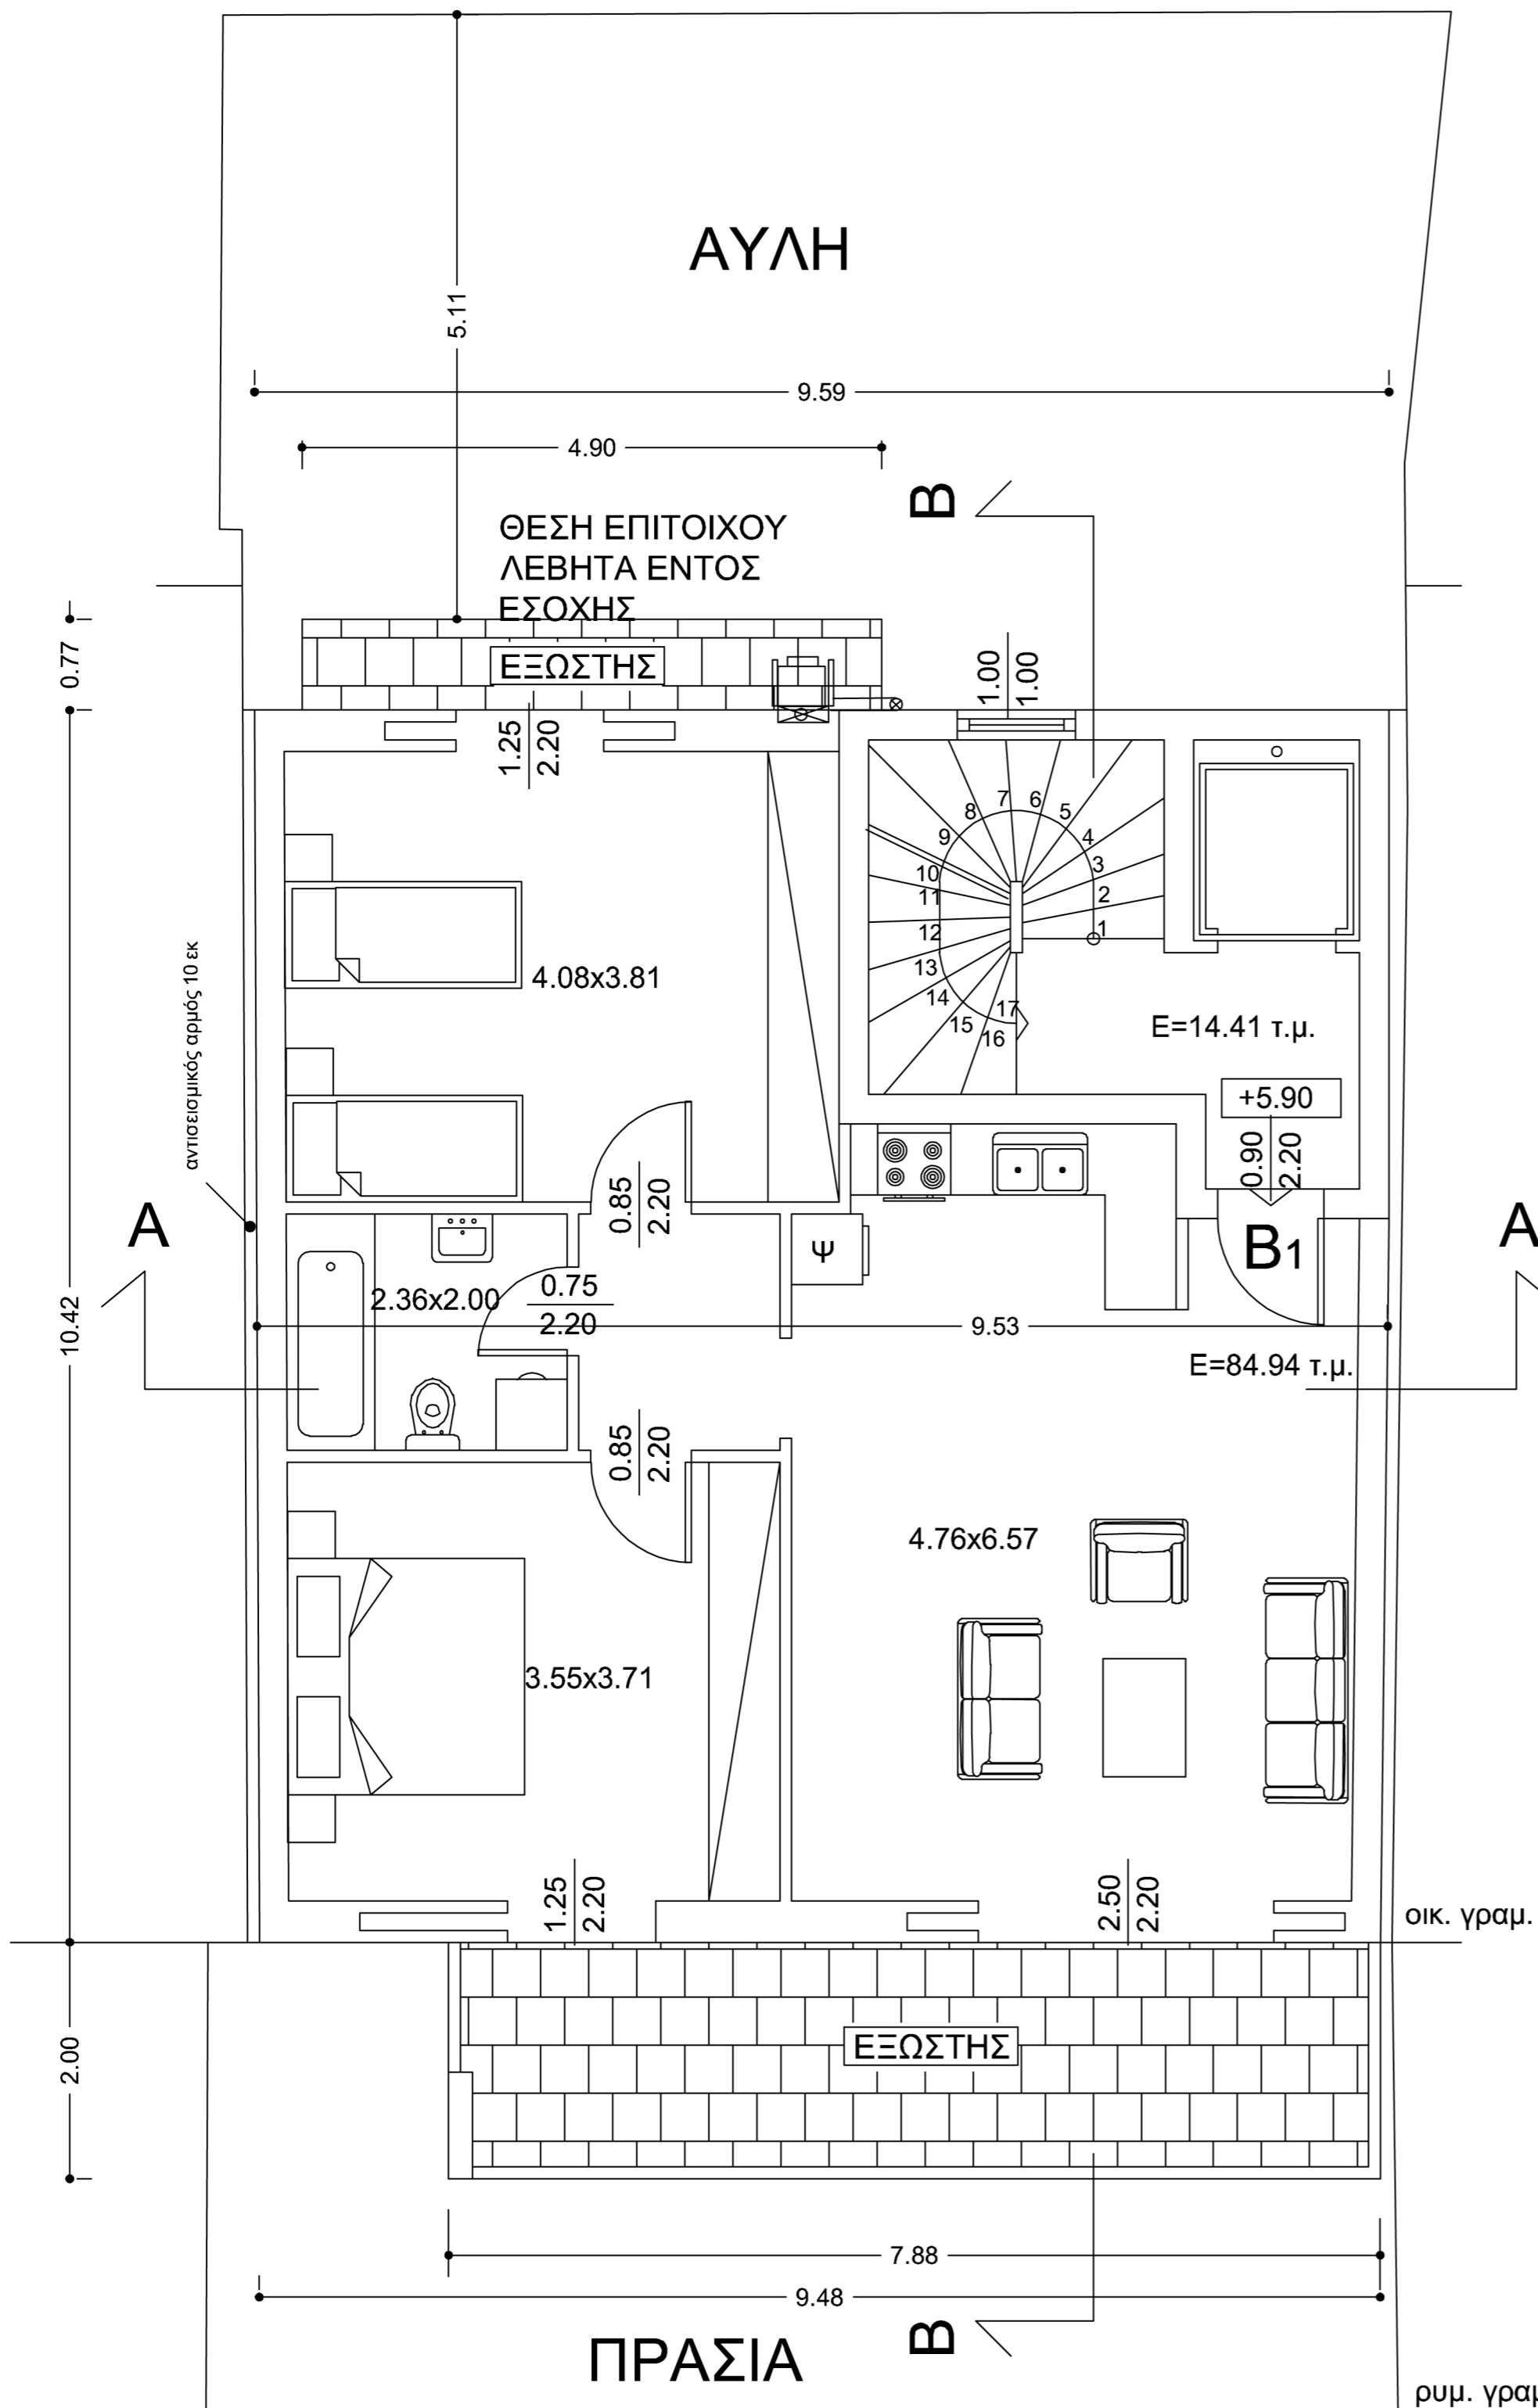 ΑΥΛΗ
5.11
9.59
4.90
Β
ΘΕΣΗ ΕΠΙΤΟΙΧΟΥ
ΛΕΒΗΤΑ ΕΝΤΟΣ
ΕΣΟΧΗΣ
ΕΞΩΣΤΗΣ
0.77
1.00
1.00
1.25
2.20
1
2
3
4
5
6
7
8
9
10
11
12
13
14
15
16
17
4.08x3.81
αντισεισμικός αρμός 10 εκ
Ε=14.41 τ.μ.
+5.90
0.90
2.20
Β1
0.85
2.20
Ψ
Α
Α
2.36x2.00
0.75
2.20
10.42
9.53
Ε=84.94 τ.μ.
0.85
2.20
4.76x6.57
3.55x3.71
1.25
2.20
2.50
2.20
οικ. γραμ.
ΕΞΩΣΤΗΣ
2.00
7.88
9.48
Β
ΠΡΑΣΙΑ
ρυμ. γραμ